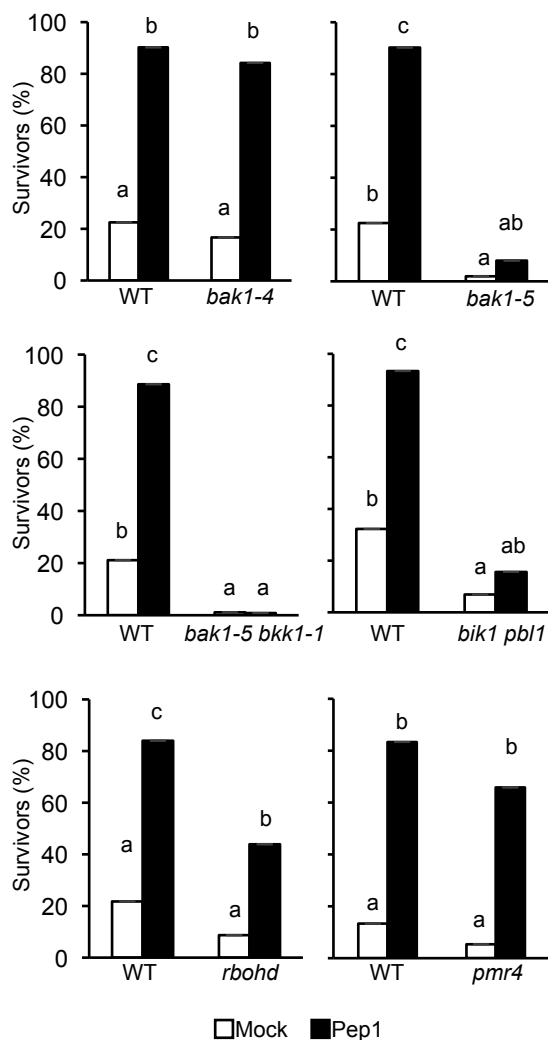 b b c
100
80
60
40
20
0
Survivors (%)
a a b a ab
WT bak1-4 WT bak1-5
c c
100
80
60
40
20
0
Survivors (%)
b a a b a ab
WT bak1-5 bkk1-1 WT bik1 pbl1
c b b
100
80
60
40
20
0
Survivors (%)
a a b a a
WT rbohd WT pmr4
Mock Pep1